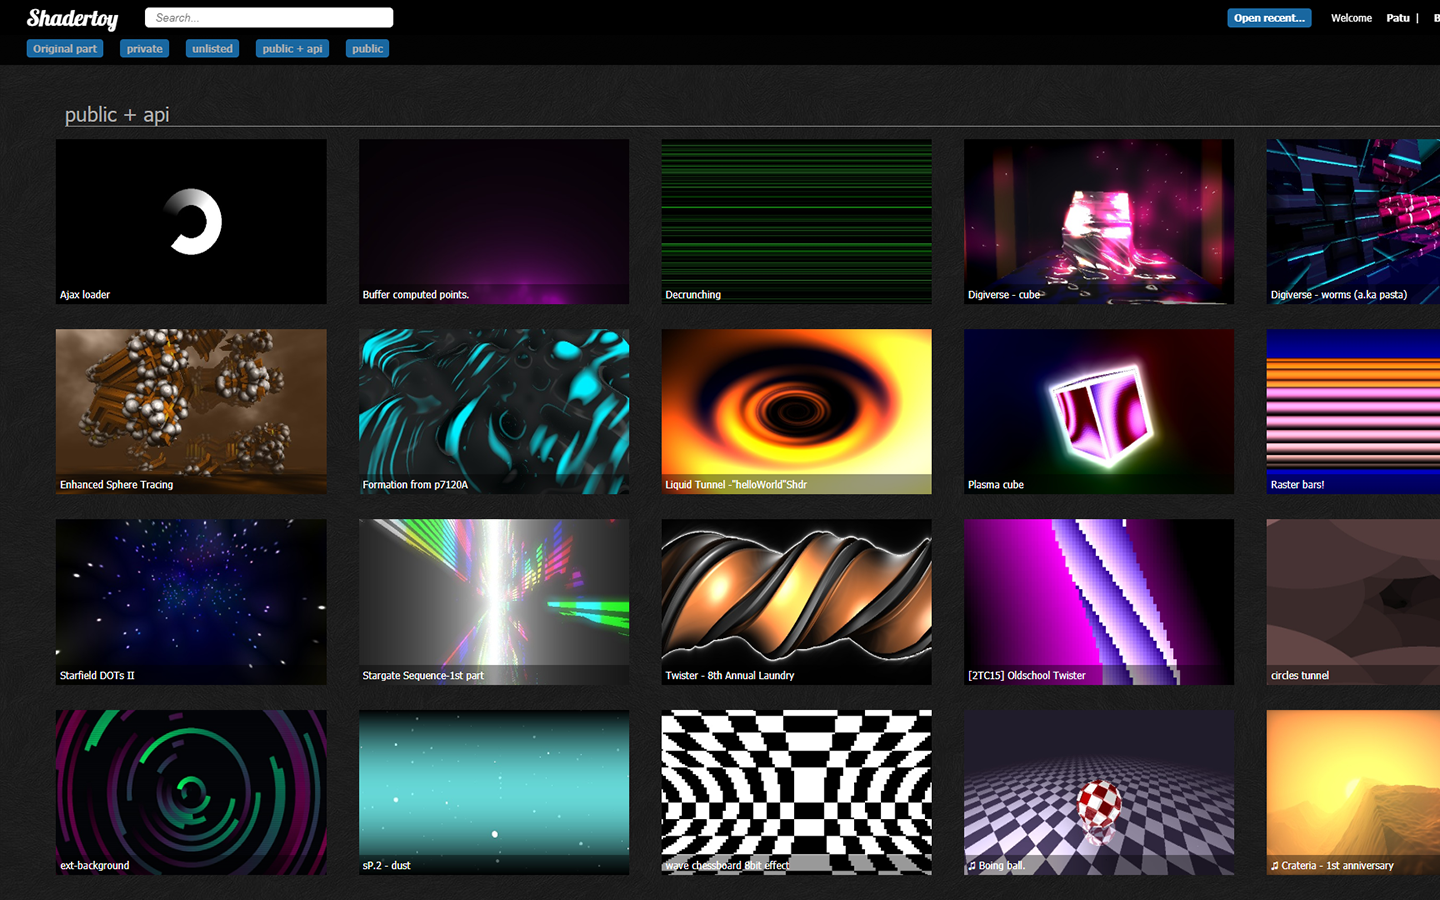 Shadertoy Search... Open recent... Welcome Patu |
Original part private unlisted public + api public
public + api
Ajax loader
Buffer computed points.
Decrunching
Digiverse - cube
Digiverse - worms (a.ka pasta)
Enhanced Sphere Tracing
Formation from p7120A
Liquid Tunnel -"helloWorld"Shdr
Plasma cube
Raster bars!
Starfield DOTs II
Stargate Sequence-1st part
Twister - 8th Annual Laundry
[2TC15] Oldschool Twister
circles tunnel
ext-background
sP.2 - dust
wave chessboard 8bit effect
♫ Boing ball.
♫ Crateria - 1st anniversary